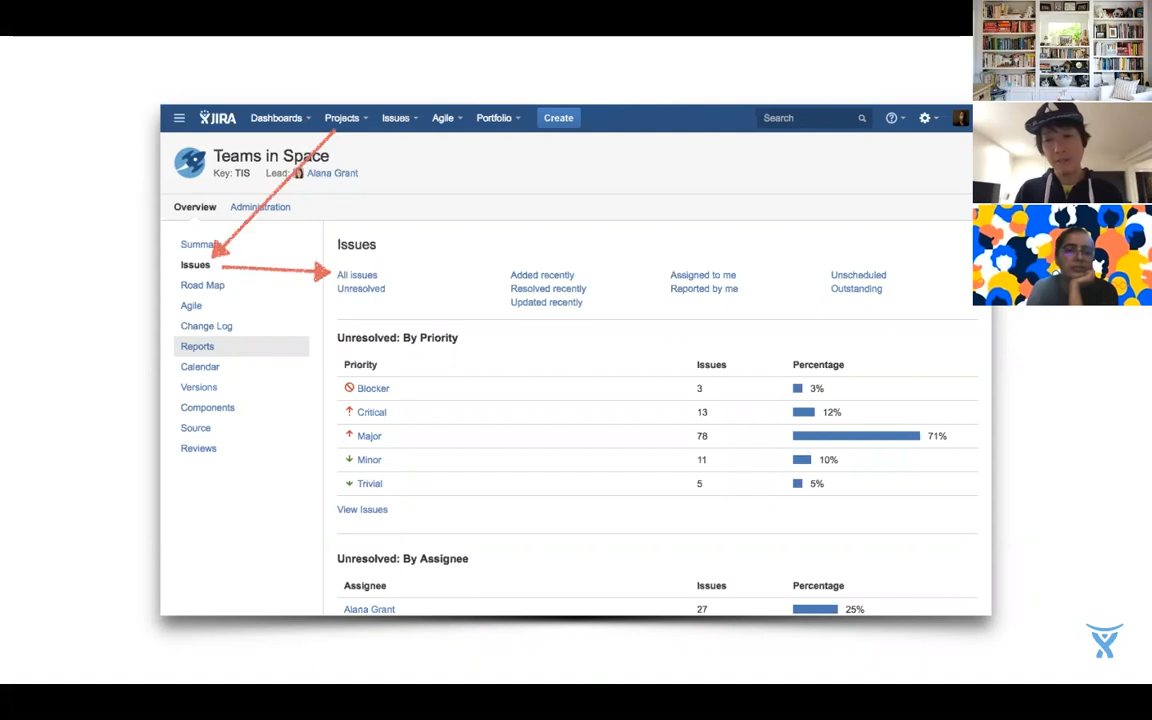 JIRA Dashboards Projects Issues Agile Portfolio Create Search
Teams in Space
Key: TIS Lead: Alana Grant
Overview Administration
Summary
Issues
Road Map
Agile
Change Log
Reports
Calendar
Versions
Components
Source
Reviews
Issues
All issues Added recently Assigned to me Unscheduled
Unresolved Resolved recently Reported by me Outstanding
Updated recently
Unresolved: By Priority
Priority Issues Percentage
Blocker 3 3%
Critical 13 12%
Major 78 71%
Minor 11 10%
Trivial 5 5%
View Issues
Unresolved: By Assignee
Assignee Issues Percentage
Alana Grant 27 25%